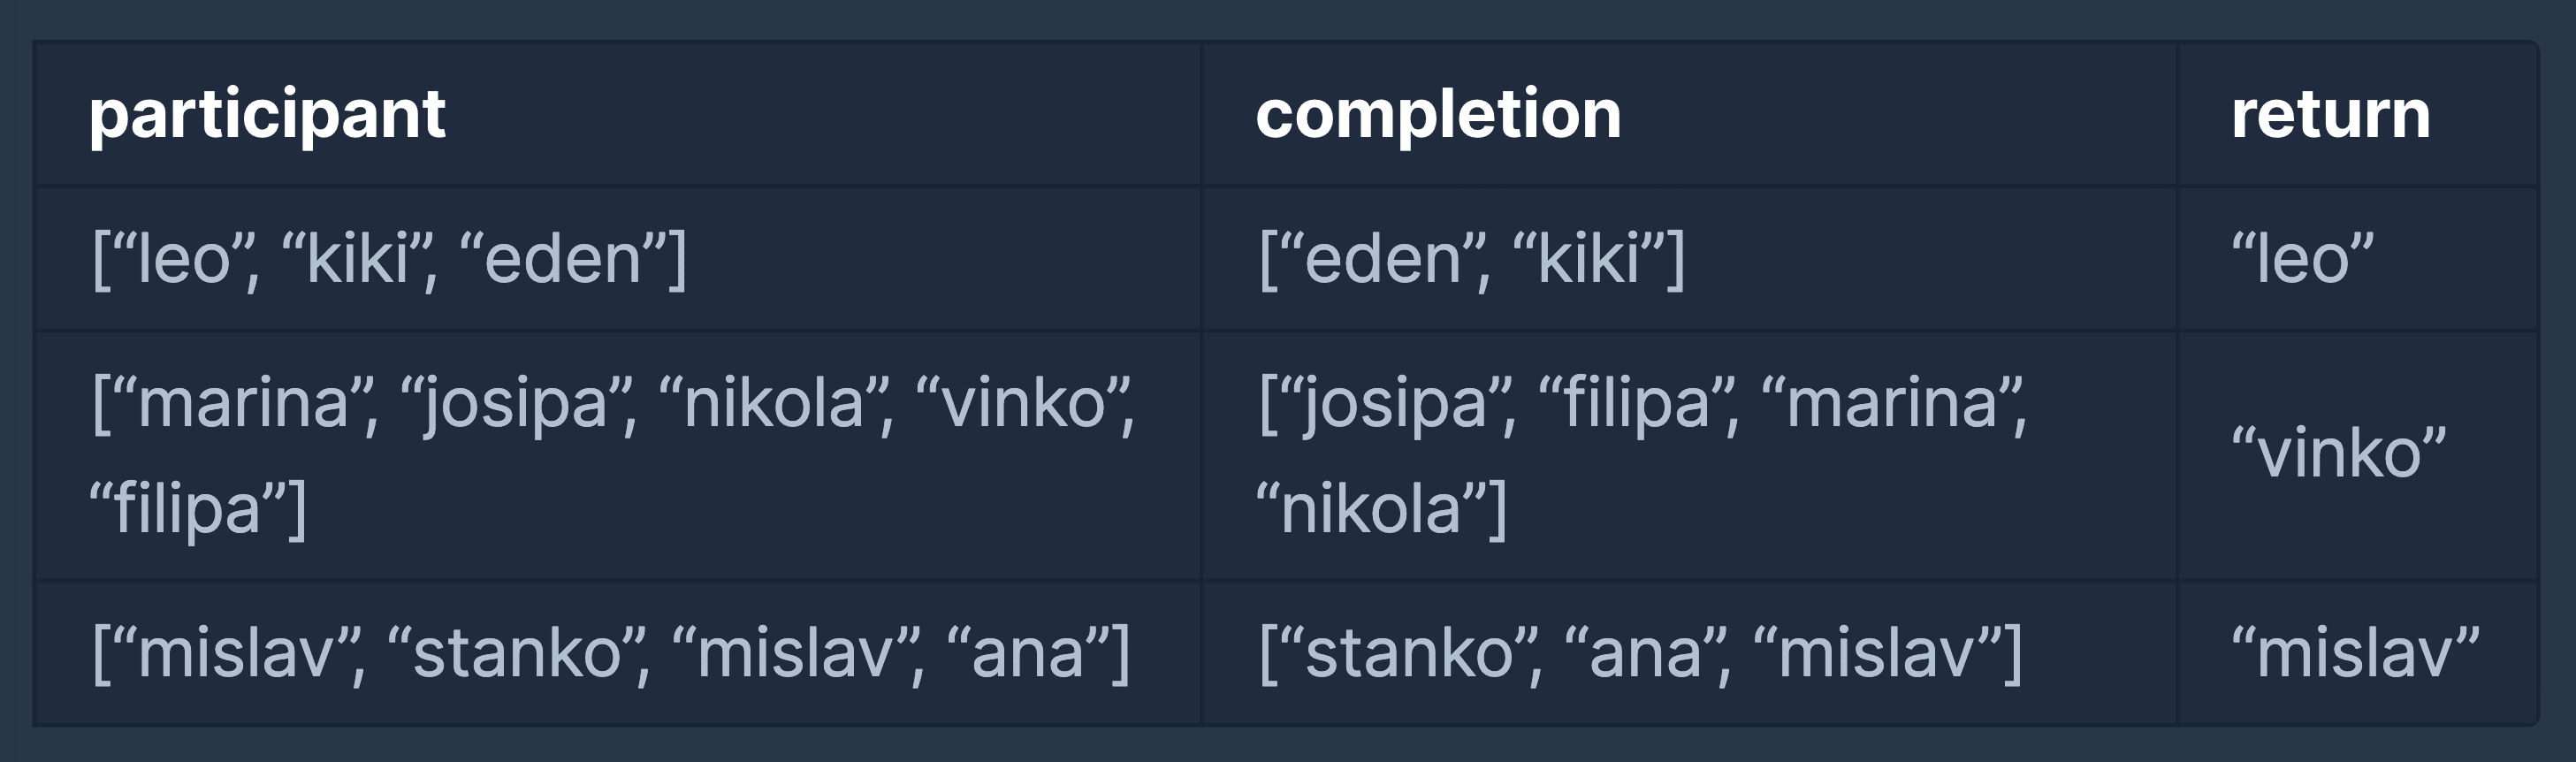 participant completion return
[“leo”, “kiki”, “eden”] [“eden”, “kiki”] “leo”
[“marina”, “josipa”, “nikola”, “vinko”,
“filipa”]
[“josipa”, “filipa”, “marina”,
“nikola”]
“vinko”
[“mislav”, “stanko”, “mislav”, “ana”] [“stanko”, “ana”, “mislav”] “mislav”